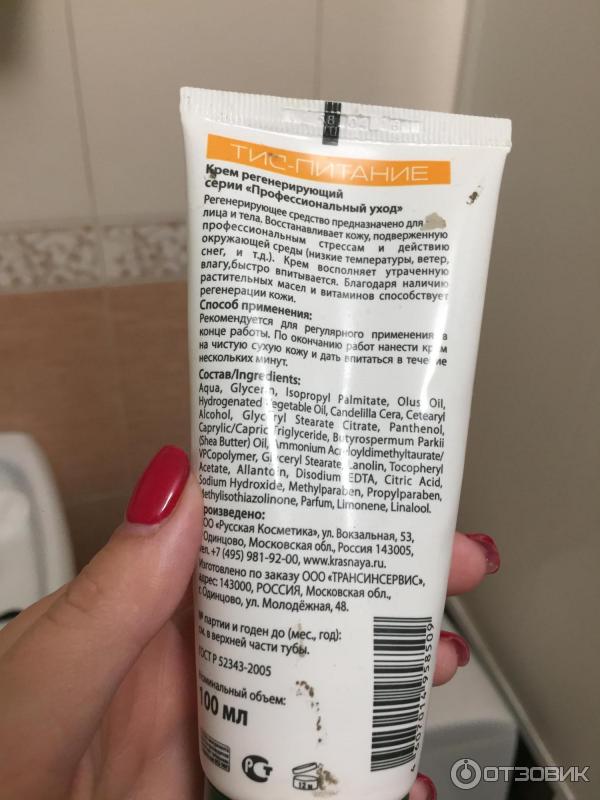 ТИС-ПИТАНИЕ
Крем регенерирующий
серии «Профессиональный уход»
Регенерирующее средство предназначено для
лица и тела. Восстанавливает кожу, подверженную
профессиональным стрессам и действию
окружающей среды (низкие температуры, ветер,
снег, и т.д.). Крем восполняет утраченную
влагу,быстро впитывается. Благодаря наличию
растительных масел и витаминов способствует
регенерации кожи.
Способ применения:
Рекомендуется для регулярного применения в
конце работы. По окончанию работ нанести крем
на чистую сухую кожу и дать впитаться в течение
нескольких минут.
Состав/Ingredients:
Aqua, Glycerin, Isopropyl Palmitate, Olus Oil,
Hydrogenated Vegetable Oil, Candelilla Cera, Cetearyl
Alcohol, Glyceryl Stearate Citrate, Panthenol,
Caprylic/Capric Triglyceride, Butyrospermum Parkii
(Shea Butter) Oil, Ammonium Acryloyldimethyltaurate/
VPCopolymer, Glyceryl Stearate, Lanolin, Tocopheryl
Acetate, Allantoin, Disodium EDTA, Citric Acid,
Sodium Hydroxide, Methylparaben, Propylparaben,
Methylisothiazolinone, Parfum, Limonene, Linalool.
Произведено:
ООО «Русская Косметика», ул. Вокзальная, 53,
г.Одинцово, Московская обл., Россия 143005,
тел. +7 (495) 981-92-00, www.krasnaya.ru.
Изготовлено по заказу ООО «ТРАНСИНСЕРВИС»,
адрес: 143000, РОССИЯ, Московская обл.,
г. Одинцово, ул. Молодёжная, 48.
№ партии и годен до (мес, год):
см. в верхней части тубы.
ГОСТ Р 52343-2005
Номинальный объем:
100 мл
РСТ
12 м
ОТЗОВИК